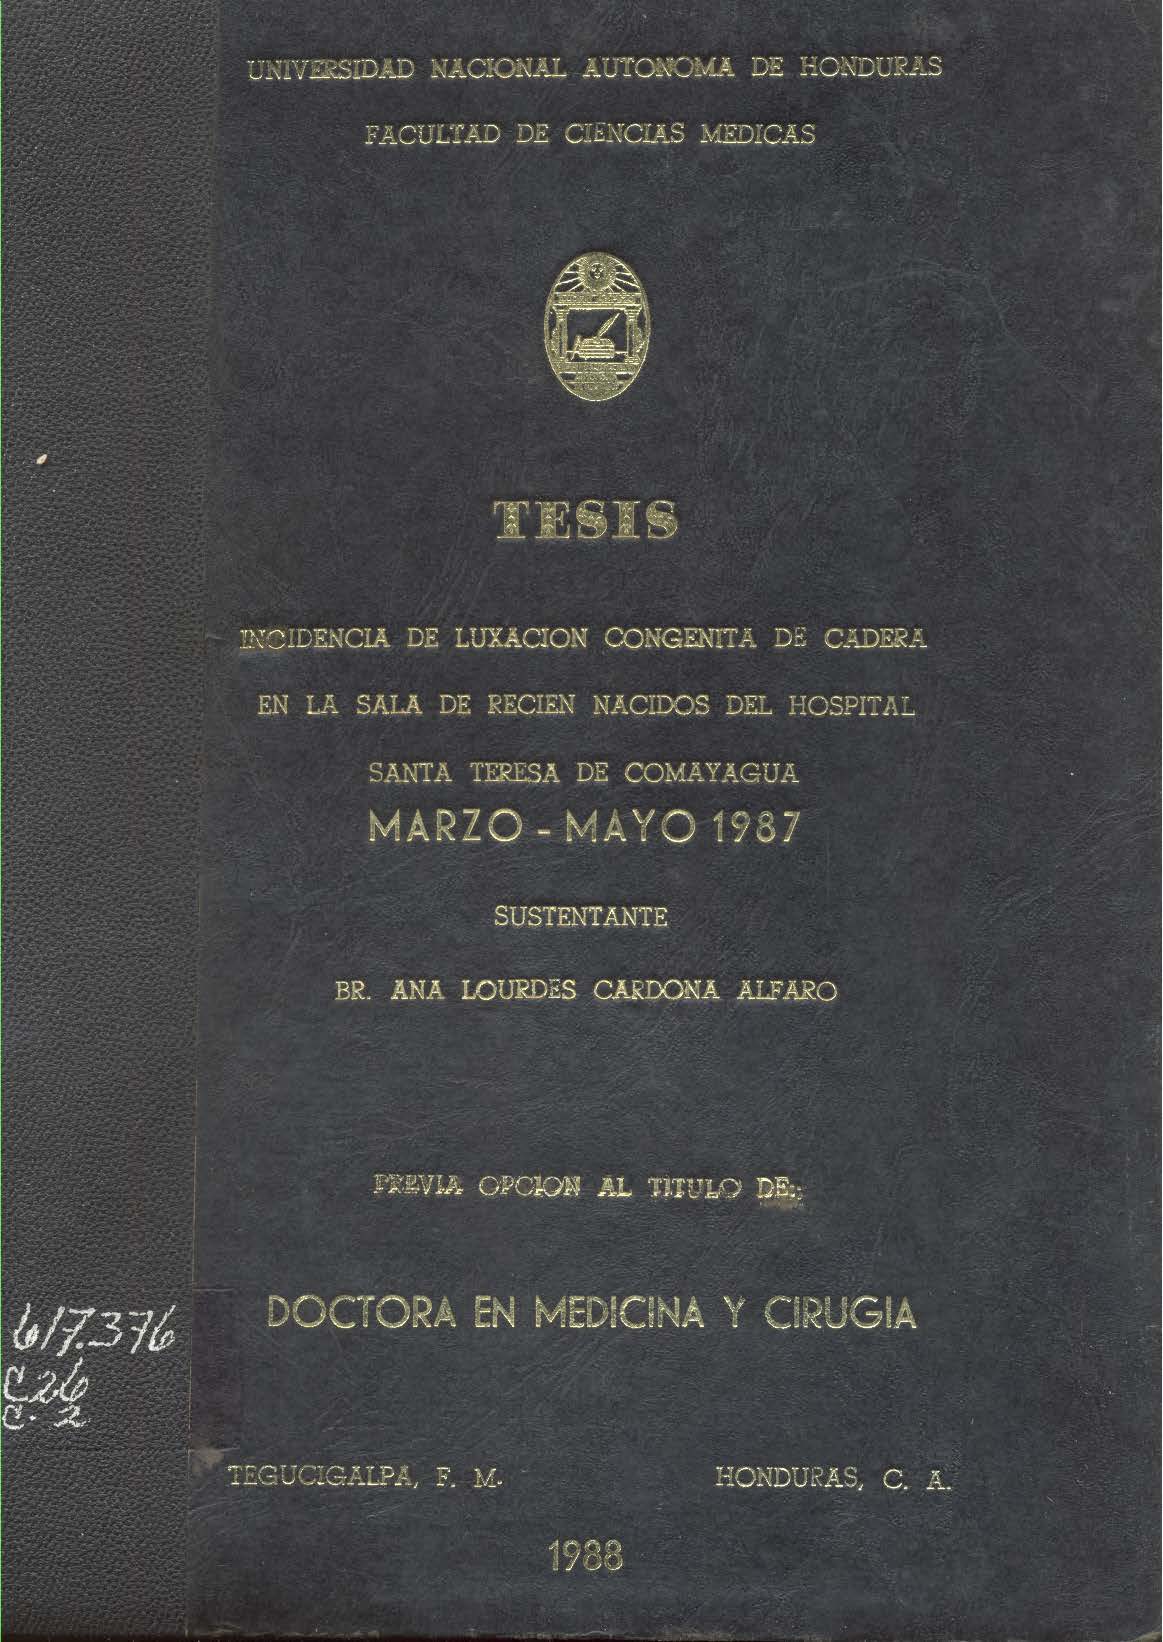 UNIVERSIDAD NACIONAL AUTONOMA DE HONDURAS
FACULTAD DE CIENCIAS MEDICAS
TESIS
INCIDENCIA DE LUXACION CONGENITA DE CADERA
EN LA SALA DE RECIEN NACIDOS DEL HOSPITAL
SANTA TERESA DE COMAYAGUA
MARZO - MAYO 1987
SUSTENTANTE
BR. ANA LOURDES CARDONA ALFARO
PREVIA OPCION AL TITULO DE:
DOCTORA EN MEDICINA Y CIRUGIA
617.376
C26
C. 2
TEGUCIGALPA, F. M. HONDURAS, C. A.
1988